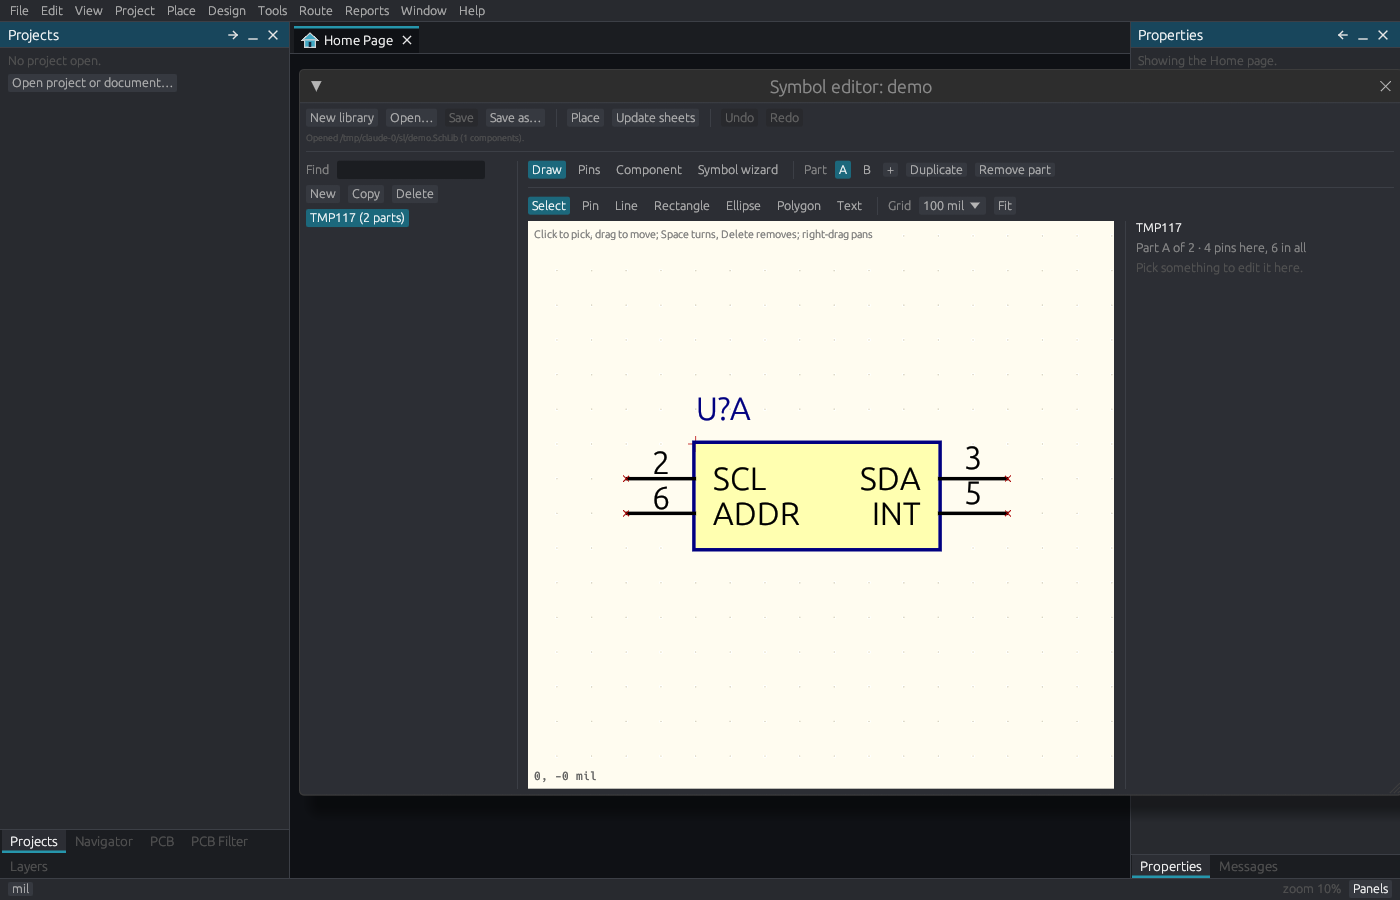 File Edit View Project Place Design Tools Route Reports Window Help
Projects
Home Page
Properties
No project open.
Showing the Home page.
Open project or document...
Symbol editor: demo
New library Open... Save Save as... Place Update sheets Undo Redo
Opened /tmp/claude-0/sl/demo.SchLib (1 components).
Find
Draw Pins Component Symbol wizard Part A B + Duplicate Remove part
New Copy Delete
Select Pin Line Rectangle Ellipse Polygon Text Grid 100 mil Fit
TMP117 (2 parts)
TMP117
Click to pick, drag to move; Space turns, Delete removes; right-drag pans
Part A of 2 · 4 pins here, 6 in all
Pick something to edit it here.
U?A
2 SCL SDA 3
6 ADDR INT 5
0, -0 mil
Projects Navigator PCB PCB Filter
Layers
Properties Messages
mil
zoom 10% Panels